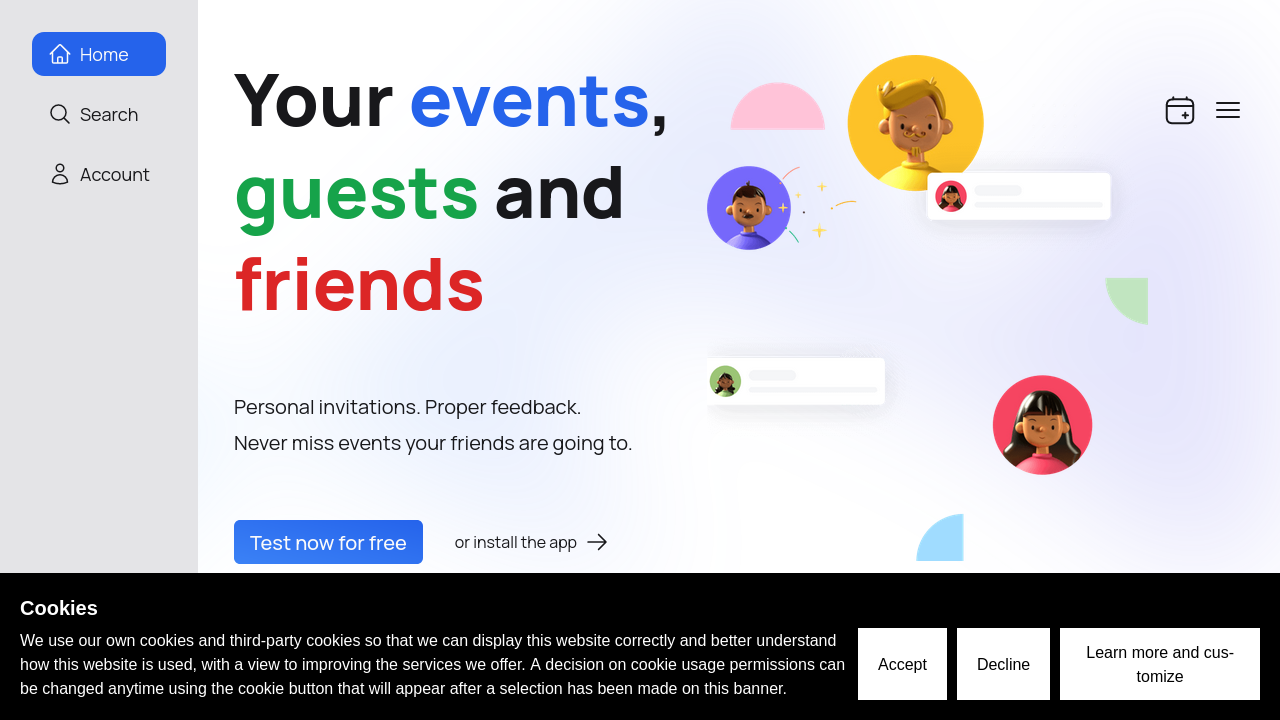 Home
Search
Account
Your events,
guests and
friends
Personal invitations. Proper feedback.
Never miss events your friends are going to.
Test now for free
or install the app
Cookies
We use our own cookies and third-party cookies so that we can display this website correctly and better understand
how this website is used, with a view to improving the services we offer. A decision on cookie usage permissions can
be changed anytime using the cookie button that will appear after a selection has been made on this banner.
Accept
Decline
Learn more and cus-
tomize